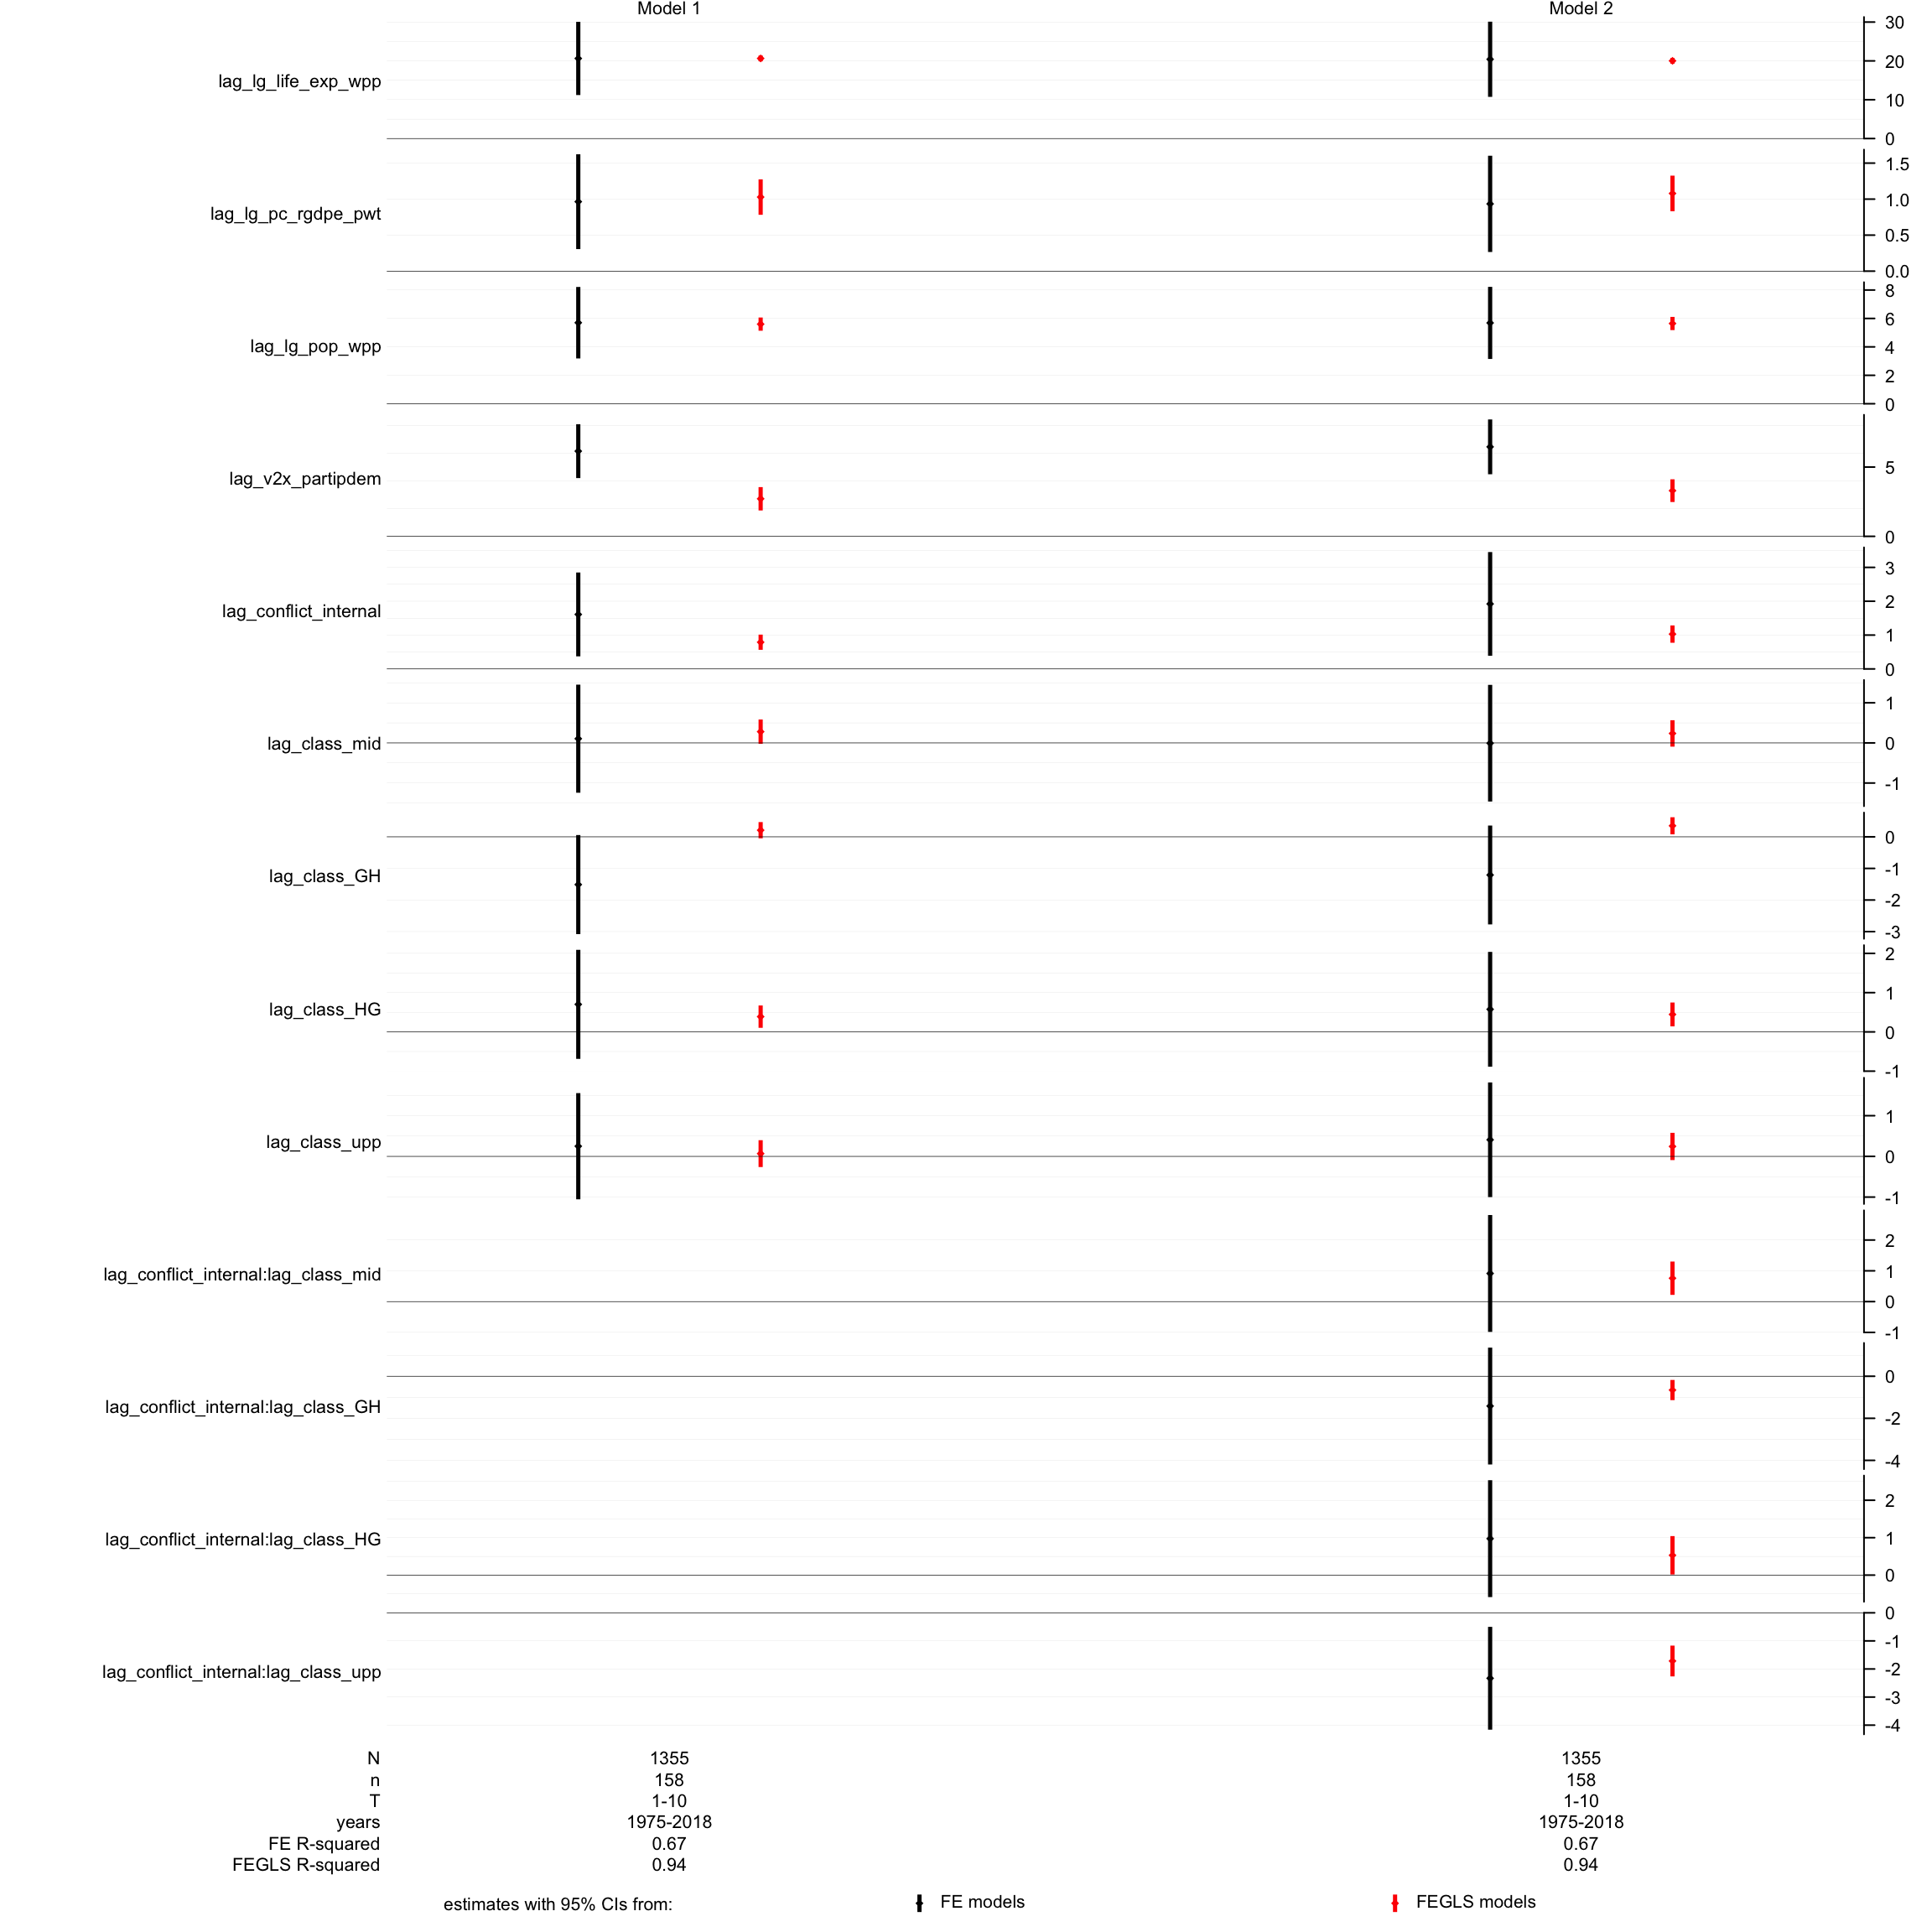 Model 1 Model 2
lag_lg_life_exp_wpp
30
20
10
0
lag_lg_pc_rgdpe_pwt
1.5
1.0
0.5
0.0
lag_lg_pop_wpp
8
6
4
2
0
lag_v2x_partipdem
5
0
lag_conflict_internal
3
2
1
0
lag_class_mid
1
0
-1
lag_class_GH
0
-1
-2
-3
lag_class_HG
2
1
0
-1
lag_class_upp
1
0
-1
lag_conflict_internal:lag_class_mid
2
1
0
-1
lag_conflict_internal:lag_class_GH
0
-2
-4
lag_conflict_internal:lag_class_HG
2
1
0
lag_conflict_internal:lag_class_upp
0
-1
-2
-3
-4
N 1355 1355
n 158 158
T 1-10 1-10
years 1975-2018 1975-2018
FE R-squared 0.67 0.67
FEGLS R-squared 0.94 0.94
estimates with 95% CIs from: FE models FEGLS models